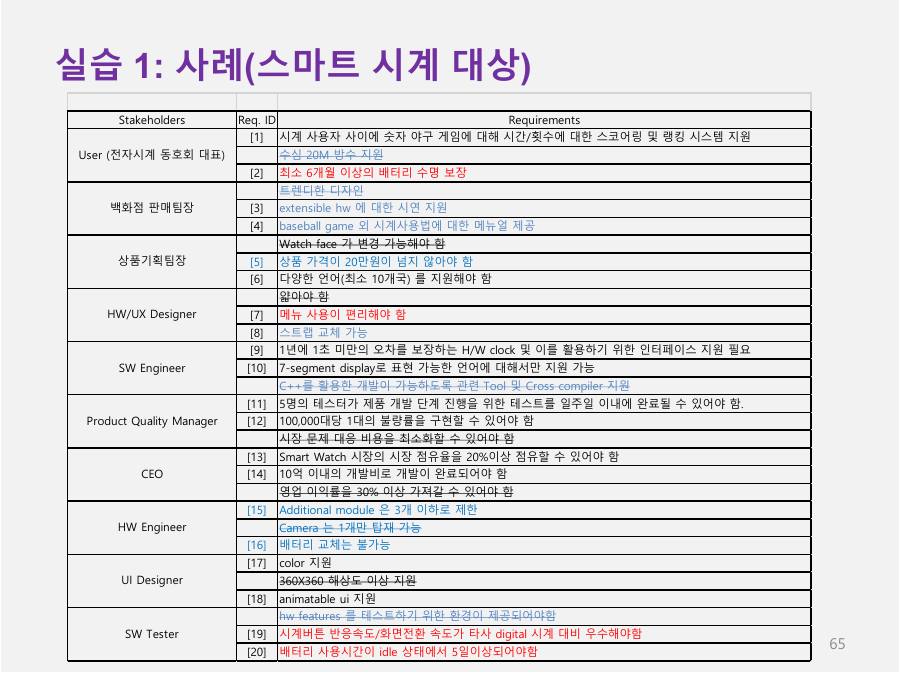 실습 1: 사례(스마트 시계 대상)
Stakeholders Req. ID Requirements
User (전자시계 동호회 대표) [1] 시계 사용자 사이에 숫자 야구 게임에 대해 시간/횟수에 대한 스코어링 및 랭킹 시스템 지원
수심 20M 방수 지원
[2] 최소 6개월 이상의 배터리 수명 보장
백화점 판매팀장 트렌디한 디자인
[3] extensible hw 에 대한 시연 지원
[4] baseball game 외 시계사용법에 대한 메뉴얼 제공
상품기획팀장 Watch face 가 변경 가능해야 함
[5] 상품 가격이 20만원이 넘지 않아야 함
[6] 다양한 언어(최소 10개국) 를 지원해야 함
HW/UX Designer 얇아야 함
[7] 메뉴 사용이 편리해야 함
[8] 스트랩 교체 가능
SW Engineer [9] 1년에 1초 미만의 오차를 보장하는 H/W clock 및 이를 활용하기 위한 인터페이스 지원 필요
[10] 7-segment display로 표현 가능한 언어에 대해서만 지원 가능
C++를 활용한 개발이 가능하도록 관련 Tool 및 Cross compiler 지원
Product Quality Manager [11] 5명의 테스터가 제품 개발 단계 진행을 위한 테스트를 일주일 이내에 완료될 수 있어야 함.
[12] 100,000대당 1대의 불량률을 구현할 수 있어야 함
시장 문제 대응 비용을 최소화할 수 있어야 함
CEO [13] Smart Watch 시장의 시장 점유율을 20%이상 점유할 수 있어야 함
[14] 10억 이내의 개발비로 개발이 완료되어야 함
영업 이익률을 30% 이상 가져갈 수 있어야 함
HW Engineer [15] Additional module 은 3개 이하로 제한
Camera 는 1개만 탑재 가능
[16] 배터리 교체는 불가능
UI Designer [17] color 지원
360X360 해상도 이상 지원
[18] animatable ui 지원
SW Tester hw features 를 테스트하기 위한 환경이 제공되어야함
[19] 시계버튼 반응속도/화면전환 속도가 타사 digital 시계 대비 우수해야함
[20] 배터리 사용시간이 idle 상태에서 5일이상되어야함
65